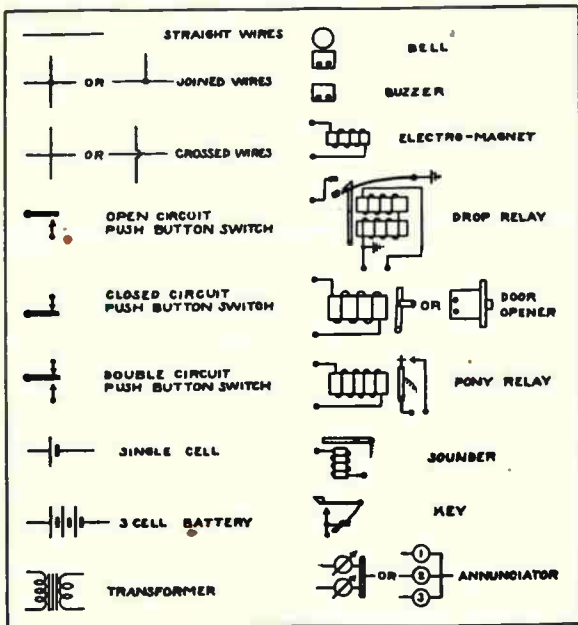 STRAIGHT WIRES
OR JOINED WIRES
OR CROSSED WIRES
OPEN CIRCUIT
PUSH BUTTON SWITCH
CLOSED CIRCUIT
PUSH BUTTON SWITCH
DOUBLE CIRCUIT
PUSH BUTTON SWITCH
SINGLE CELL
3 CELL BATTERY
TRANSFORMER
BELL
BUZZER
ELECTRO-MAGNET
DROP RELAY
OR DOOR
OPENER
PONY RELAY
SOUNDER
KEY
OR 1 2 3 ANNUNCIATOR